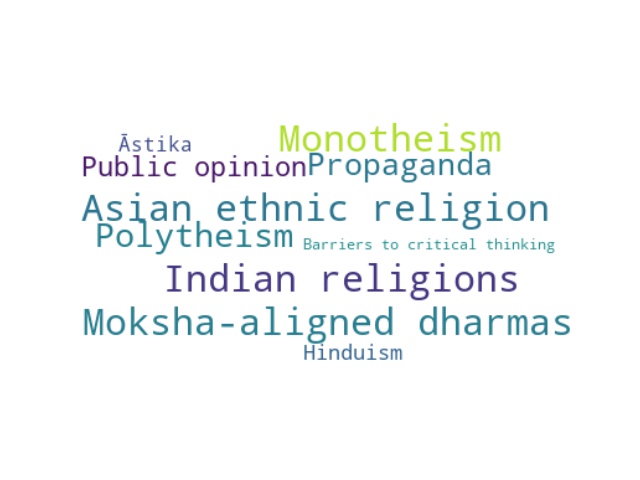 Āstika
Monotheism
Public opinion
Propaganda
Asian ethnic religion
Polytheism
Barriers to critical thinking
Indian religions
Moksha-aligned dharmas
Hinduism